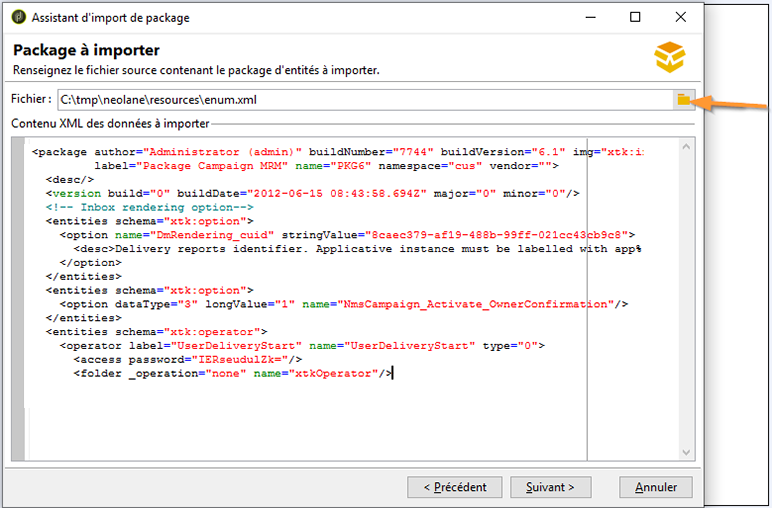 Assistant d'import de package
Package à importer
Renseignez le fichier source contenant le package d'entités à importer.
Fichier : C:\tmp\neolane\resources\enum.xml
Contenu XML des données à importer
<package author="Administrator (admin)" buildNumber="7744" buildVersion="6.1" img="xtk:i
label="Package Campaign MRM" name="PKG6" namespace="cus" vendor="">
<desc/>
<version build="0" buildDate="2012-06-15 08:43:58.694Z" major="0" minor="0"/>
<!-- Inbox rendering option-->
<entities schema="xtk:option">
<option name="DmRendering_cuid" stringValue="8caec379-af19-488b-99ff-021cc43cb9c8">
<desc>Delivery reports identifier. Applicative instance must be labelled with app%
</option>
</entities>
<entities schema="xtk:option">
<option dataType="3" longValue="1" name="NmsCampaign_Activate_OwnerConfirmation"/>
</entities>
<entities schema="xtk:operator">
<operator label="UserDeliveryStart" name="UserDeliveryStart" type="0">
<access password="IERseudulZk="/>
<folder _operation="none" name="xtkOperator"/>
< Précédent Suivant > Annuler